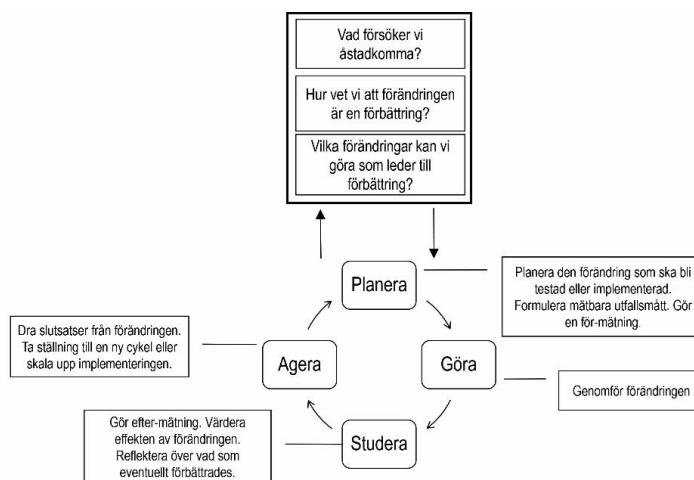 Vad försöker vi
åstadkomma?
Hur vet vi att förändringen
är en förbättring?
Vilka förändringar kan vi
göra som leder till
förbättring?
Planera
Planera den förändring som ska bli
testad eller implementerad.
Formulera mätbara utfallsmått. Gör
en för-mätning.
Dra slutsatser från förändringen.
Ta ställning till en ny cykel eller
skala upp implementeringen.
Agera
Göra
Genomför förändringen
Gör efter-mätning. Värdera
effekten av förändringen.
Reflektera över vad som
eventuellt förbättrades.
Studera